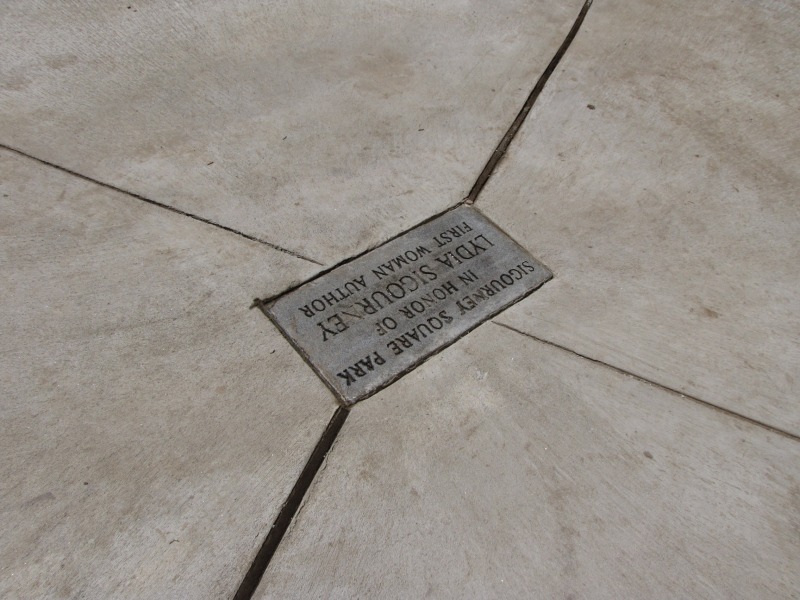 SIGOURNEY SQUARE PARK
IN HONOR OF
LYDIA SIGOURNEY
FIRST WOMAN AUTHOR